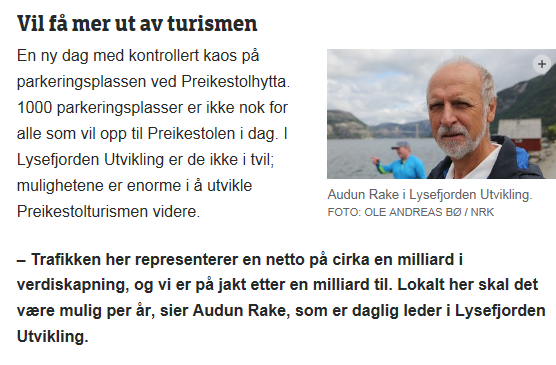 Vil få mer ut av turismen
En ny dag med kontrollert kaos på
parkeringsplassen ved Preikestolhytta.
1000 parkeringsplasser er ikke nok for
alle som vil opp til Preikestolen i dag. I
Lysefjorden Utvikling er de ikke i tvil;
mulighetene er enorme i å utvikle
Preikestolturismen videre.
Audun Rake i Lysefjorden Utvikling.
FOTO: OLE ANDREAS BØ / NRK
– Trafikken her representerer en netto på cirka en milliard i
verdiskapning, og vi er på jakt etter en milliard til. Lokalt her skal det
være mulig per år, sier Audun Rake, som er daglig leder i Lysefjorden
Utvikling.